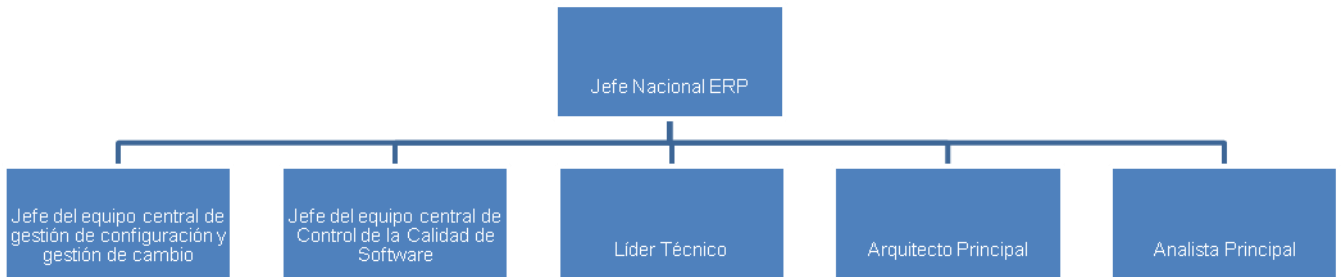 Jefe Nacional ERP
Jefe del equipo central de
gestión de configuración y
gestión de cambio
Jefe del equipo central de
Control de la Calidad de
Software
Líder Técnico
Arquitecto Principal
Analista Principal